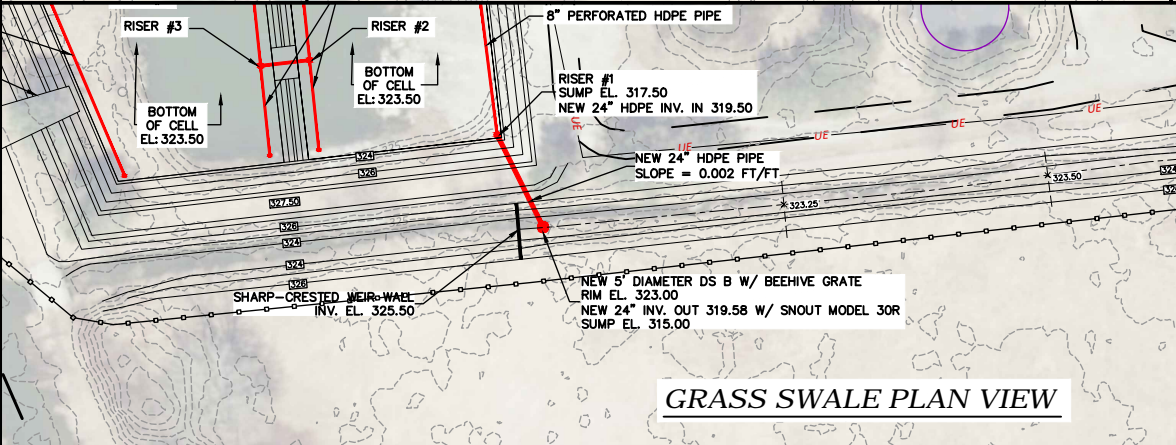 RISER #3
RISER #2
8" PERFORATED HDPE PIPE
BOTTOM
OF CELL
EL: 323.50
BOTTOM
OF CELL
EL: 323.50
RISER #1
SUMP EL. 317.50
NEW 24" HDPE INV. IN 319.50
UE
UE
UE
UE
UE
NEW 24" HDPE PIPE
SLOPE = 0.002 FT/FT
324
326
327.50
326
324
324
326
323.25
323.50
324
SHARP-CRESTED WEIR WALL
INV. EL. 325.50
NEW 5' DIAMETER DS B W/ BEEHIVE GRATE
RIM EL. 323.00
NEW 24" INV. OUT 319.58 W/ SNOUT MODEL 30R
SUMP EL. 315.00
GRASS SWALE PLAN VIEW